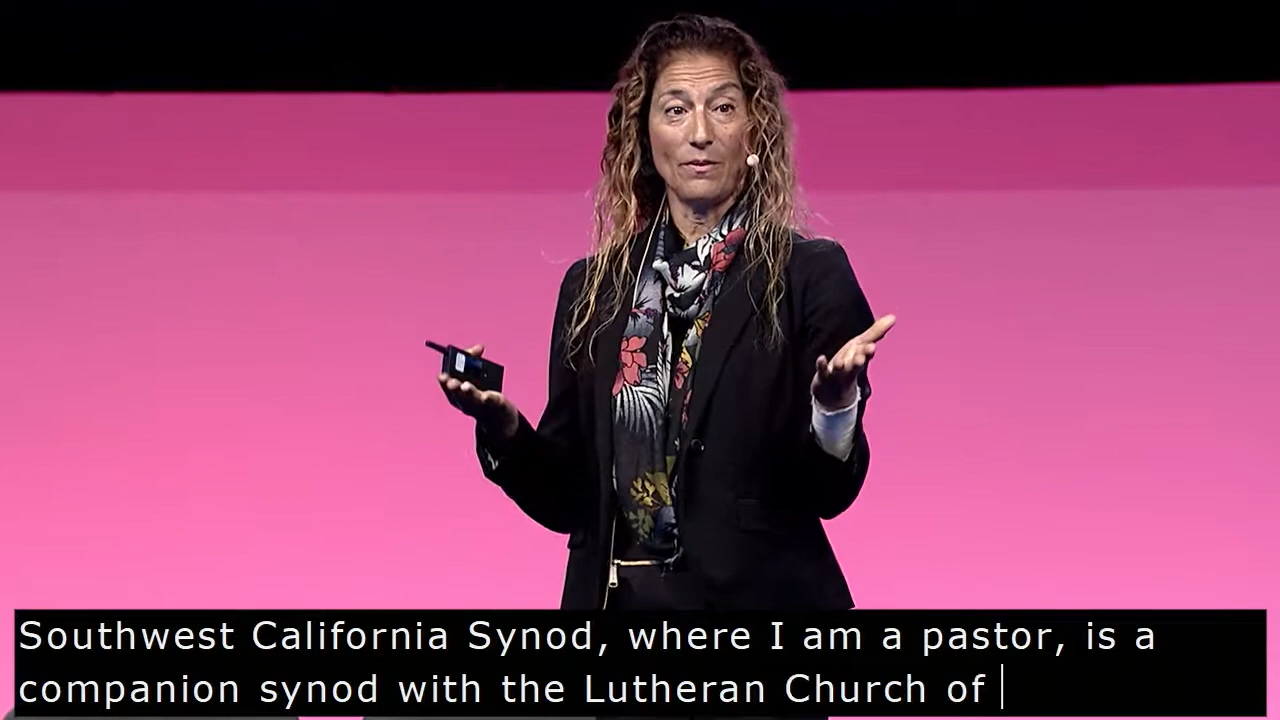 Southwest California Synod, where I am a pastor, is a
companion synod with the Lutheran Church of